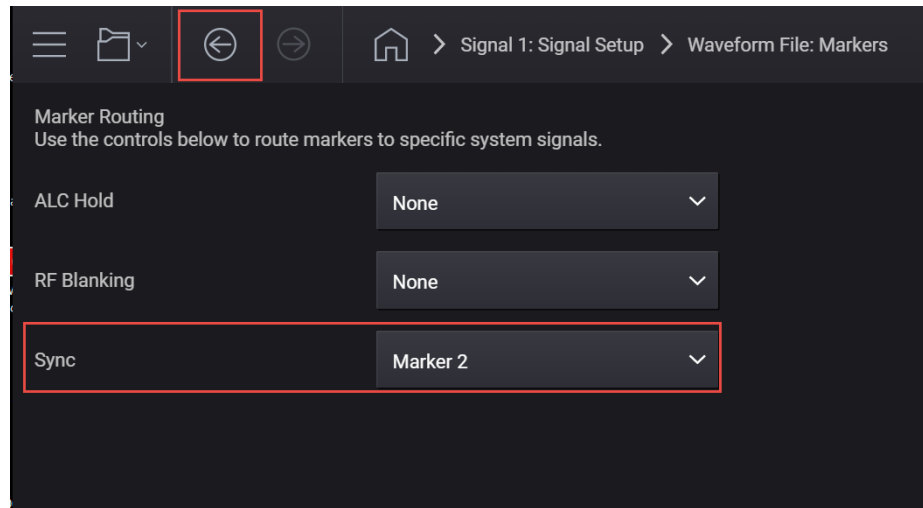 Signal 1: Signal Setup Waveform File: Markers
Marker Routing
Use the controls below to route markers to specific system signals.
ALC Hold None
RF Blanking None
Sync Marker 2